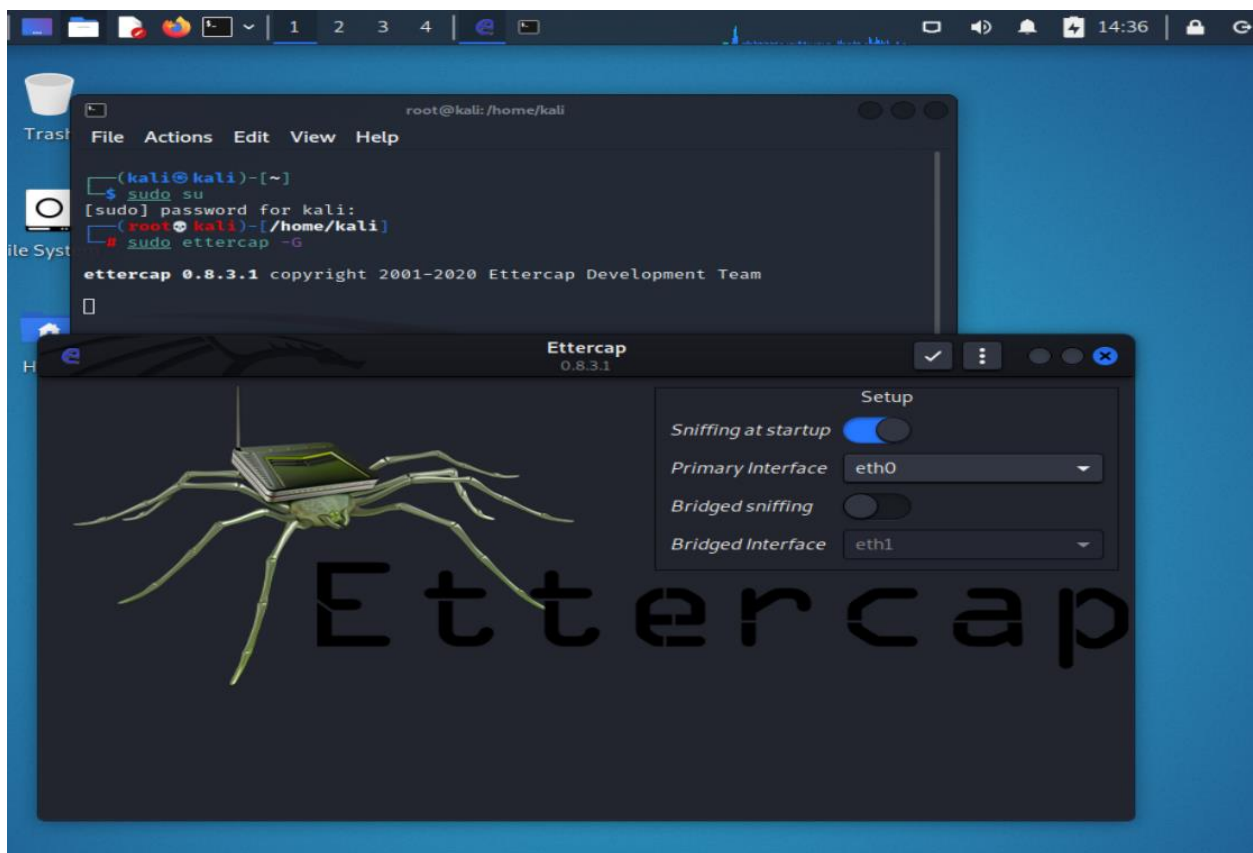 1 2 3 4 14:36
Trash
File System
H
root@kali: /home/kali
File Actions Edit View Help
(kali㉿kali)-[~]
$ sudo su
[sudo] password for kali:
(root💀kali)-[/home/kali]
# sudo ettercap -G
ettercap 0.8.3.1 copyright 2001-2020 Ettercap Development Team
Ettercap
0.8.3.1
Setup
Sniffing at startup
Primary Interface eth0
Bridged sniffing
Bridged Interface eth1
Ettercap